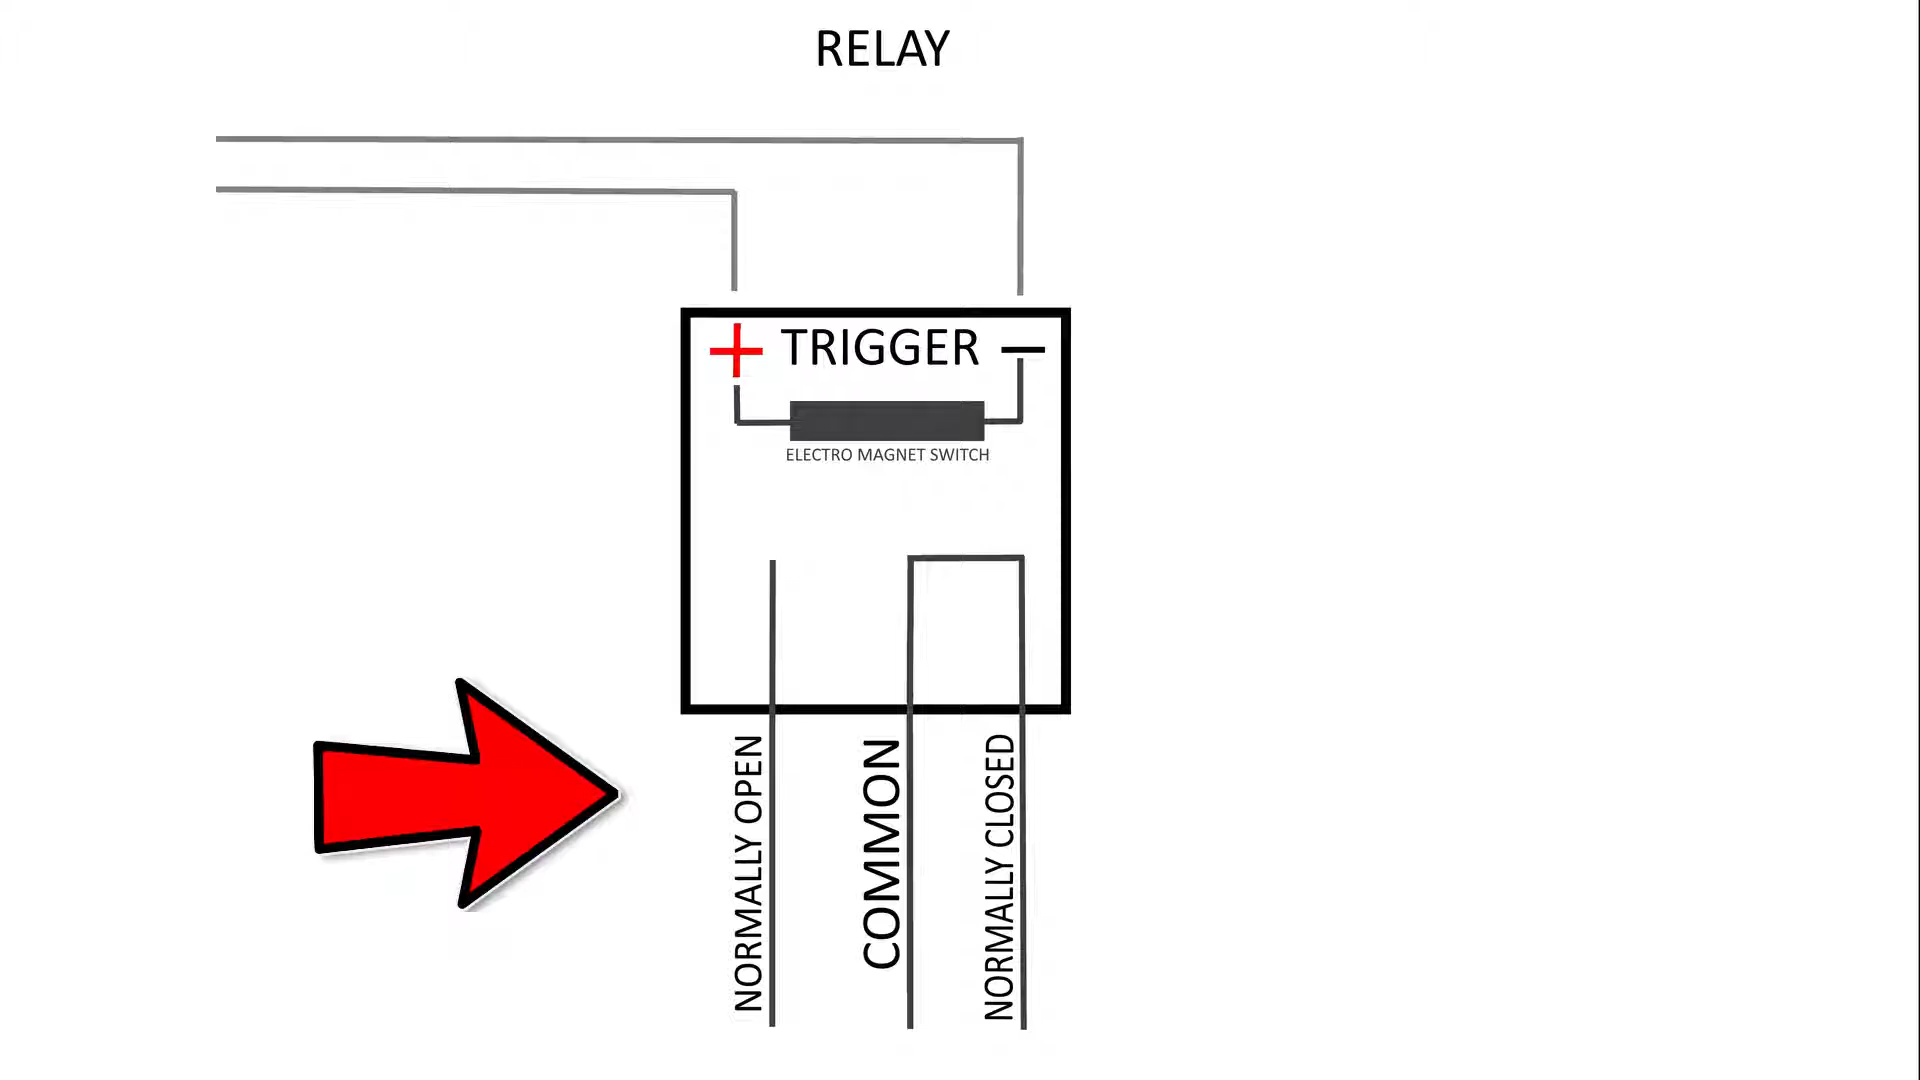 RELAY
+ TRIGGER −
ELECTRO MAGNET SWITCH
NORMALLY OPEN
COMMON
NORMALLY CLOSED